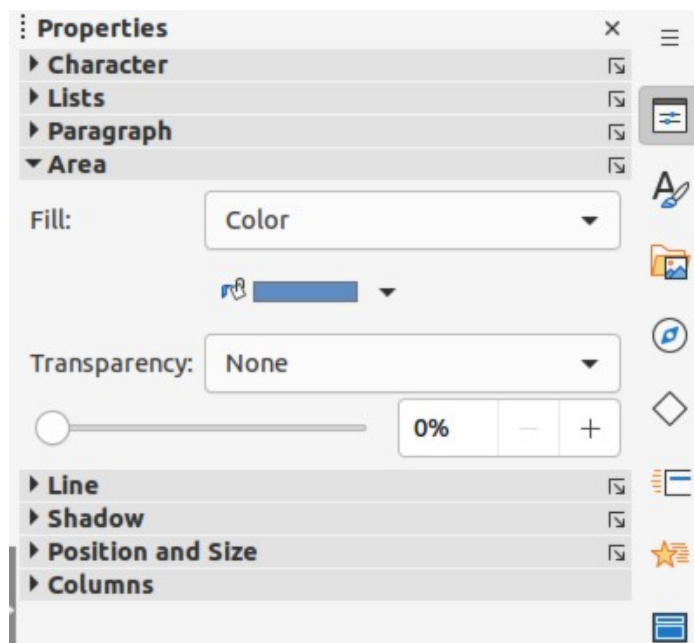 Properties
Character
Lists
Paragraph
Area
Fill: Color
Transparency: None
0%
Line
Shadow
Position and Size
Columns